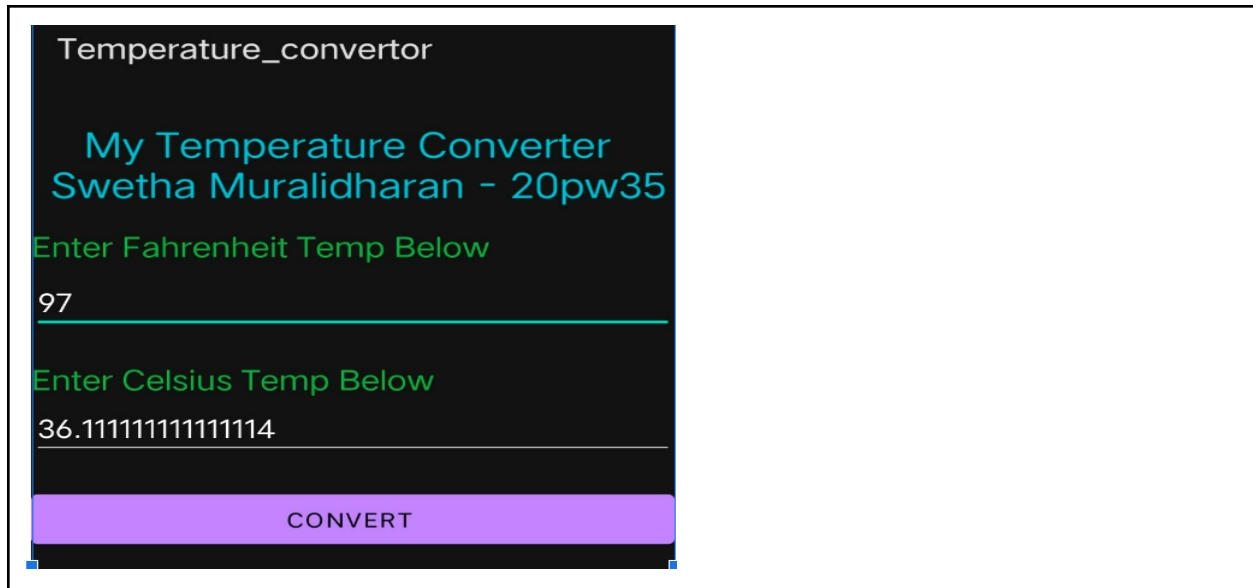 Temperature_convertor
My Temperature Converter
Swetha Muralidharan - 20pw35
Enter Fahrenheit Temp Below
97
Enter Celsius Temp Below
36.111111111111114
CONVERT